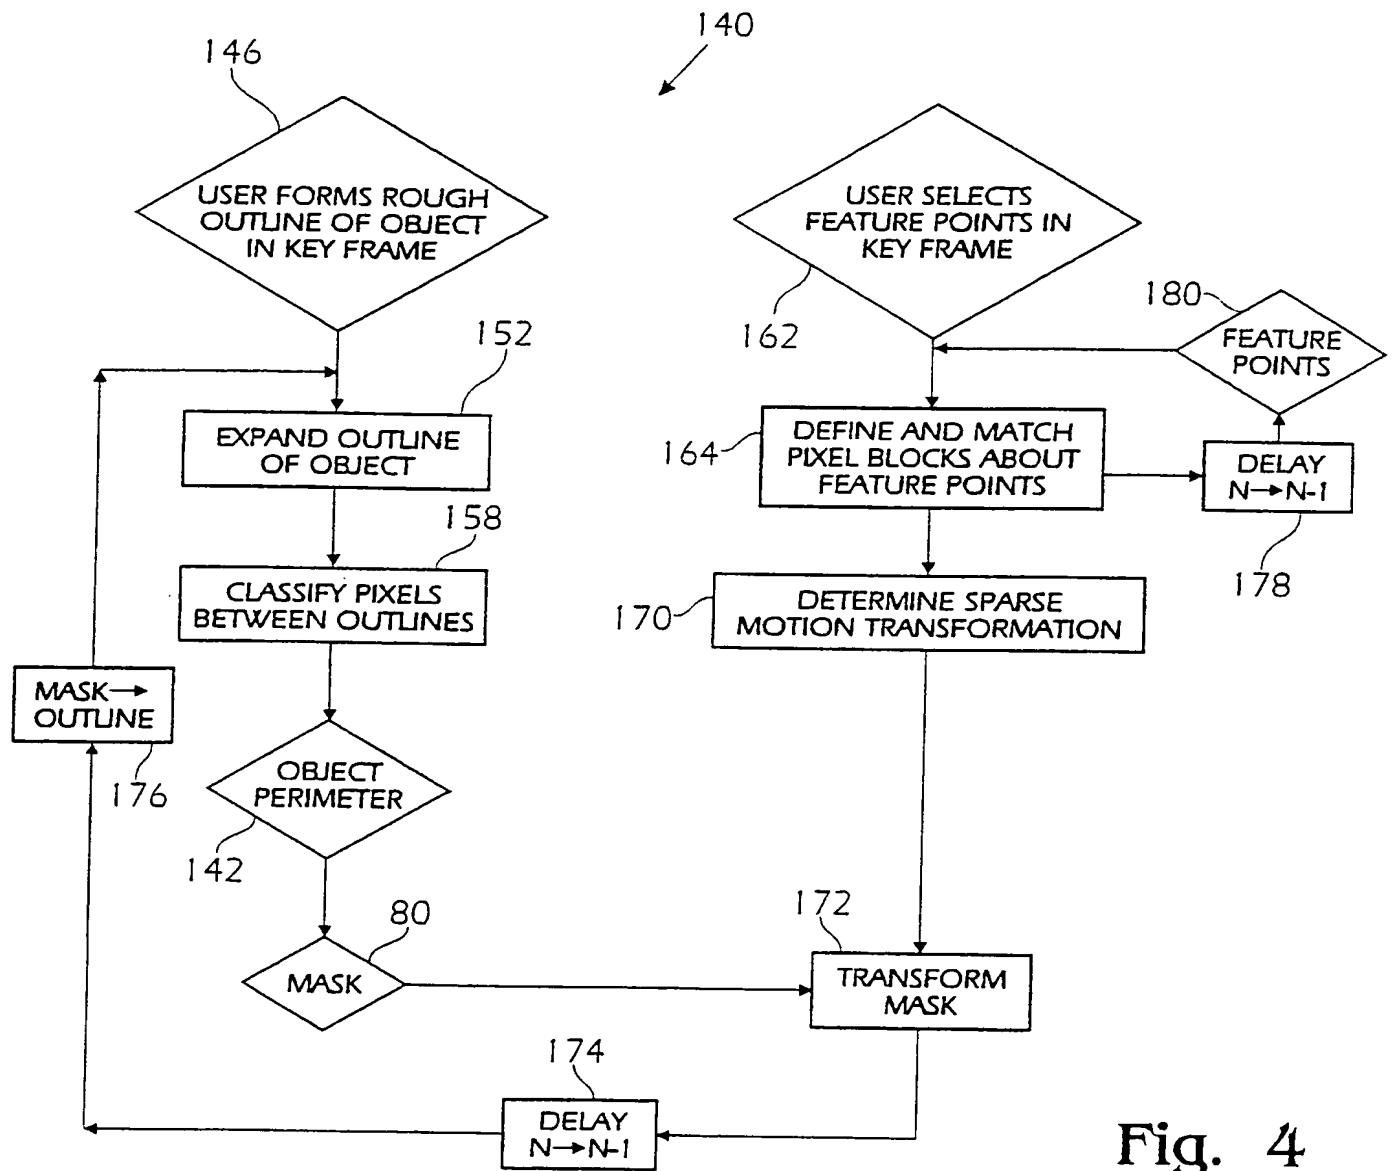 140
146
USER FORMS ROUGH
OUTLINE OF OBJECT
IN KEY FRAME
USER SELECTS
FEATURE POINTS IN
KEY FRAME
162
180
FEATURE
POINTS
152
EXPAND OUTLINE
OF OBJECT
164
DEFINE AND MATCH
PIXEL BLOCKS ABOUT
FEATURE POINTS
DELAY
N→N-1
178
158
CLASSIFY PIXELS
BETWEEN OUTLINES
170
DETERMINE SPARSE
MOTION TRANSFORMATION
MASK→
OUTLINE
176
OBJECT
PERIMETER
142
80
MASK
172
TRANSFORM
MASK
174
DELAY
N→N-1
Fig. 4